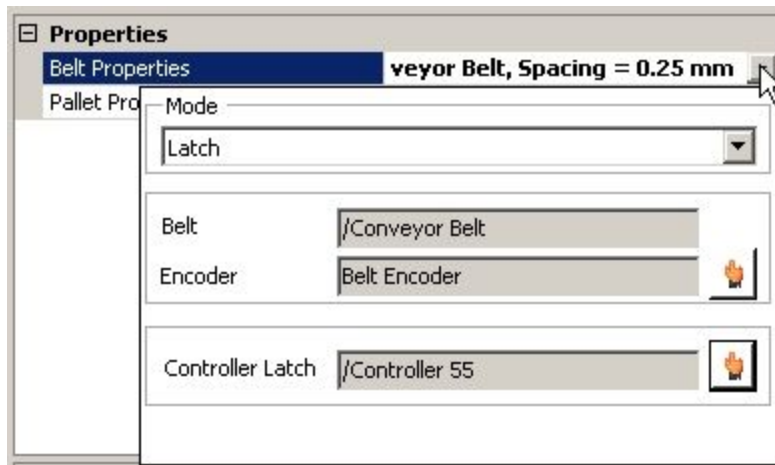 Properties
Belt Properties veyor Belt, Spacing = 0.25 mm
Pallet Pro
Mode
Latch
Belt /Conveyor Belt
Encoder Belt Encoder
Controller Latch /Controller 55